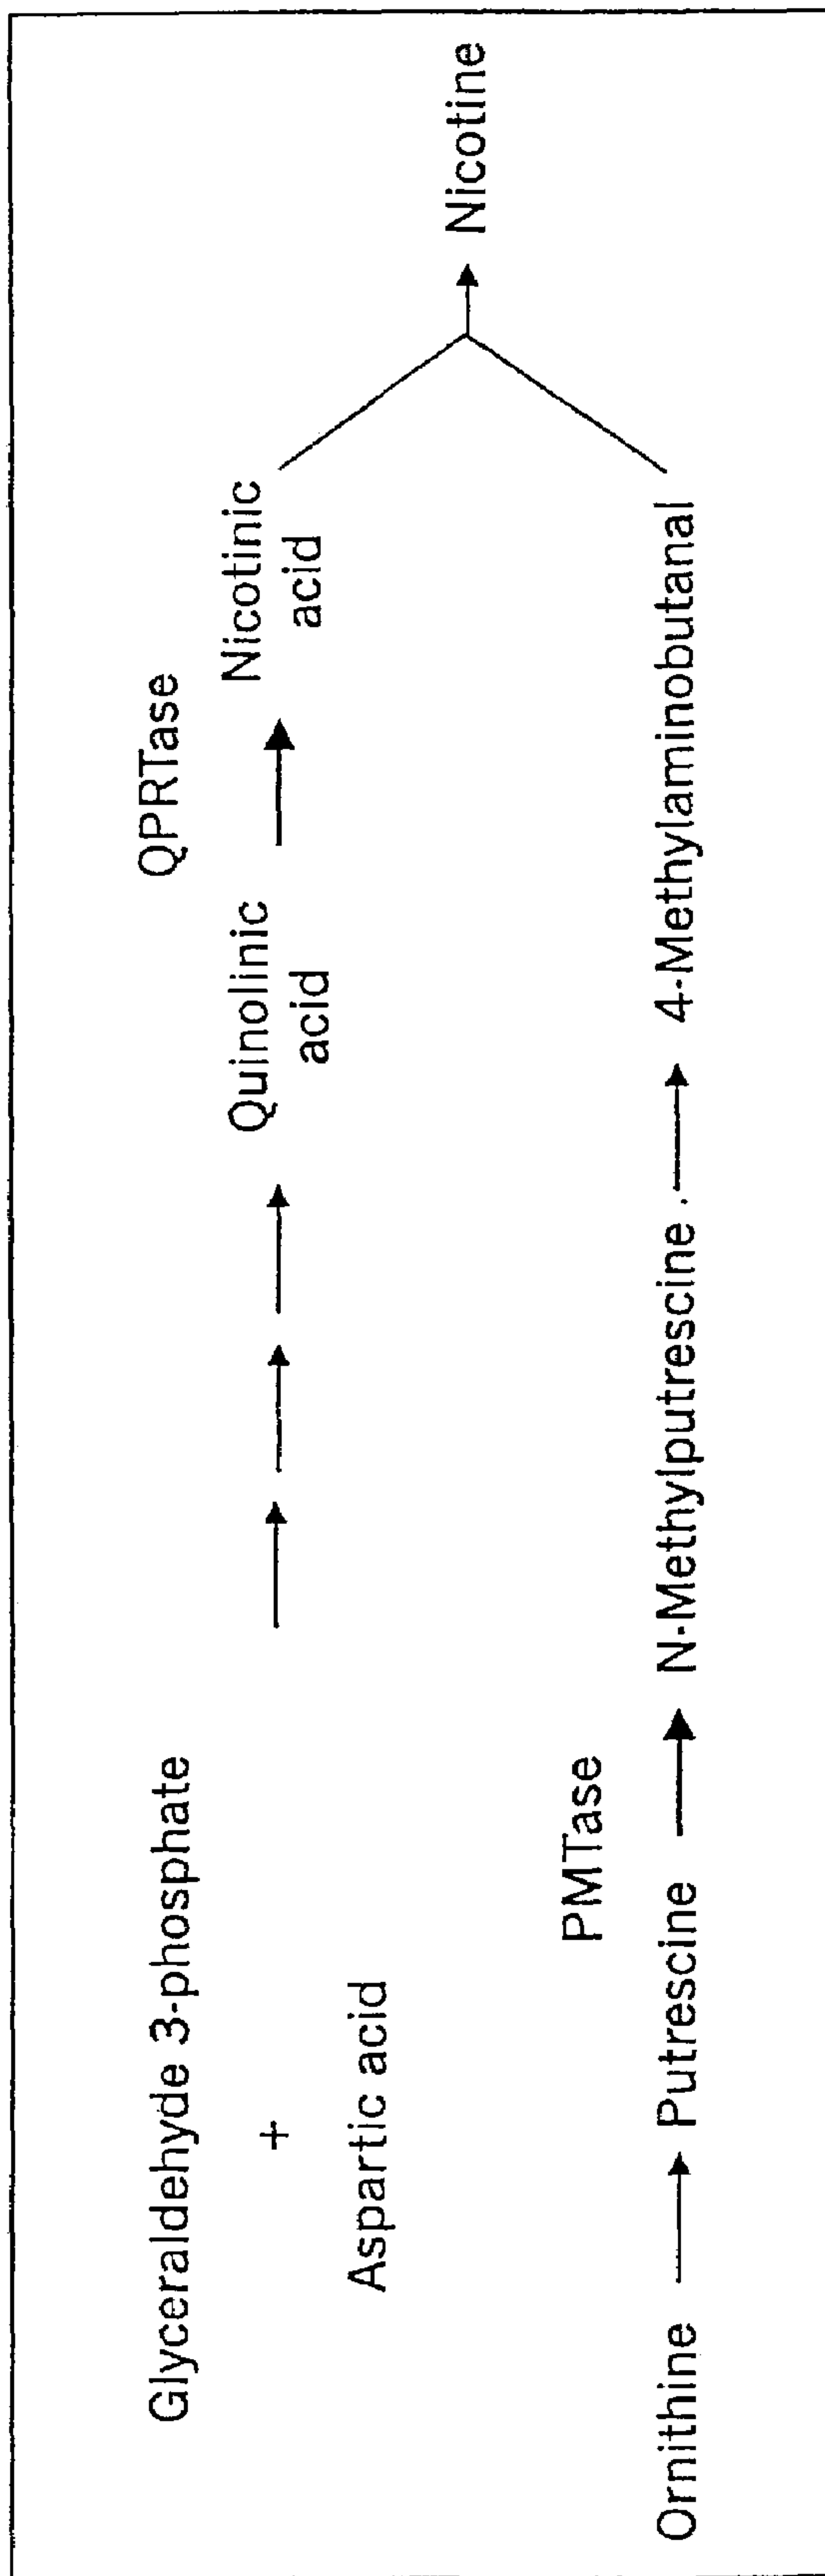 Glyceraldehyde 3-phosphate
+
Aspartic acid
Quinolinic
acid
QPRTase
Nicotinic
acid
Nicotine
Ornithine
Putrescine
PMTase
N-Methylputrescine
4-Methylaminobutanal